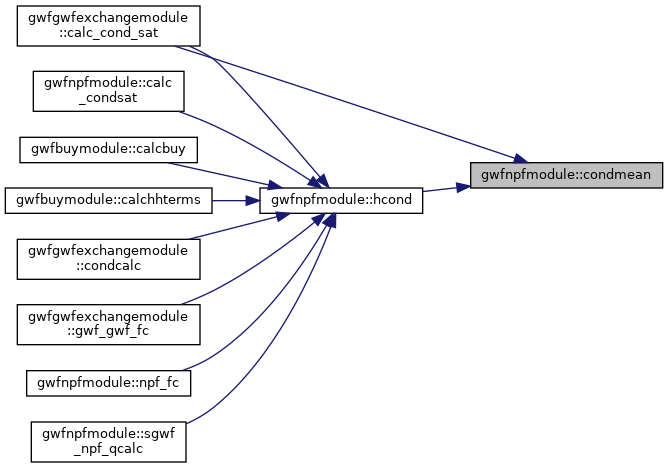 gwfgwfexchangemodule
::calc_cond_sat
gwfnpfmodule::calc
_condsat
gwfbuymodule::calcbuy
gwfnpfmodule::condmean
gwfbuymodule::calchhterms
gwfnpfmodule::hcond
gwfgwfexchangemodule
::condcalc
gwfgwfexchangemodule
::gwf_gwf_fc
gwfnpfmodule::npf_fc
gwfnpfmodule::sgwf
_npf_qcalc